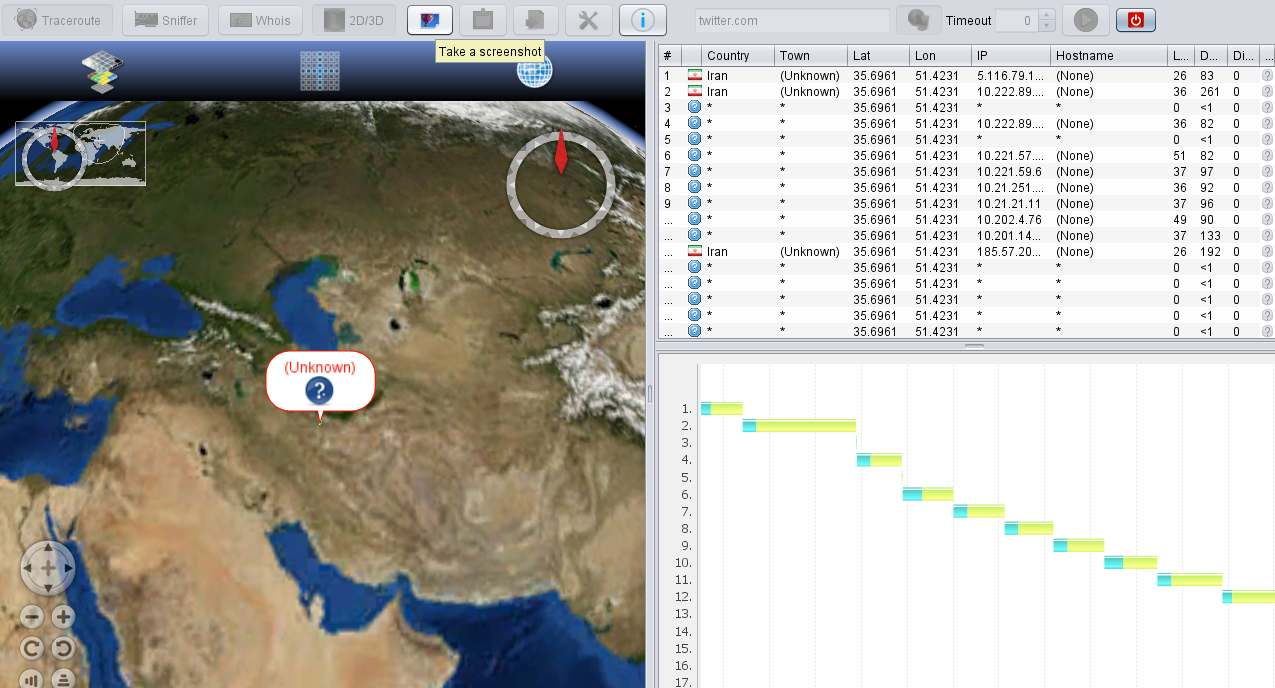 Traceroute Sniffer Whois 2D/3D twitter.com Timeout 0
Take a screenshot
(Unknown)
# Country Town Lat Lon IP Hostname L... D... Di... ...
1 Iran (Unknown) 35.6961 51.4231 5.116.79.1... (None) 26 83 0
2 Iran (Unknown) 35.6961 51.4231 10.222.89.... (None) 36 261 0
3 * * 35.6961 51.4231 * * 0 <1 0
4 * * 35.6961 51.4231 10.222.89.... (None) 36 82 0
5 * * 35.6961 51.4231 * * 0 <1 0
6 * * 35.6961 51.4231 10.221.57.... (None) 51 82 0
7 * * 35.6961 51.4231 10.221.59.6 (None) 37 97 0
8 * * 35.6961 51.4231 10.21.251.... (None) 36 92 0
9 * * 35.6961 51.4231 10.21.21.11 (None) 37 96 0
... * * 35.6961 51.4231 10.202.4.76 (None) 49 90 0
... * * 35.6961 51.4231 10.201.14... (None) 37 133 0
... Iran (Unknown) 35.6961 51.4231 185.57.20... (None) 26 192 0
... * * 35.6961 51.4231 * * 0 <1 0
... * * 35.6961 51.4231 * * 0 <1 0
... * * 35.6961 51.4231 * * 0 <1 0
... * * 35.6961 51.4231 * * 0 <1 0
... * * 35.6961 51.4231 * * 0 <1 0
1.
2.
3.
4.
5.
6.
7.
8.
9.
10.
11.
12.
13.
14.
15.
16.
17.